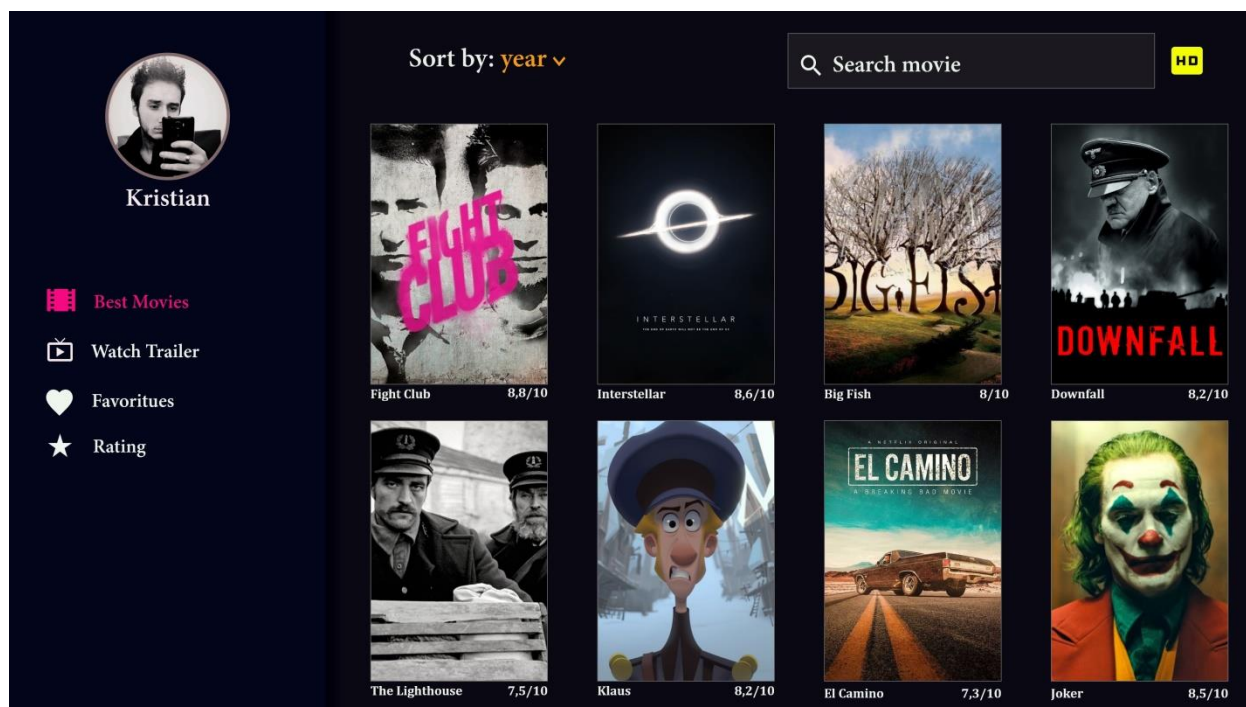 Sort by: year
Search movie
HD
Kristian
Best Movies
Watch Trailer
Favoritues
Rating
FIGHT
CLUB
INTERSTELLAR
BIG FISH
DOWNFALL
Fight Club 8,8/10
Interstellar 8,6/10
Big Fish 8/10
Downfall 8,2/10
A NETFLIX ORIGINAL
EL CAMINO
A BREAKING BAD MOVIE
The Lighthouse 7,5/10
Klaus 8,2/10
El Camino 7,3/10
Joker 8,5/10